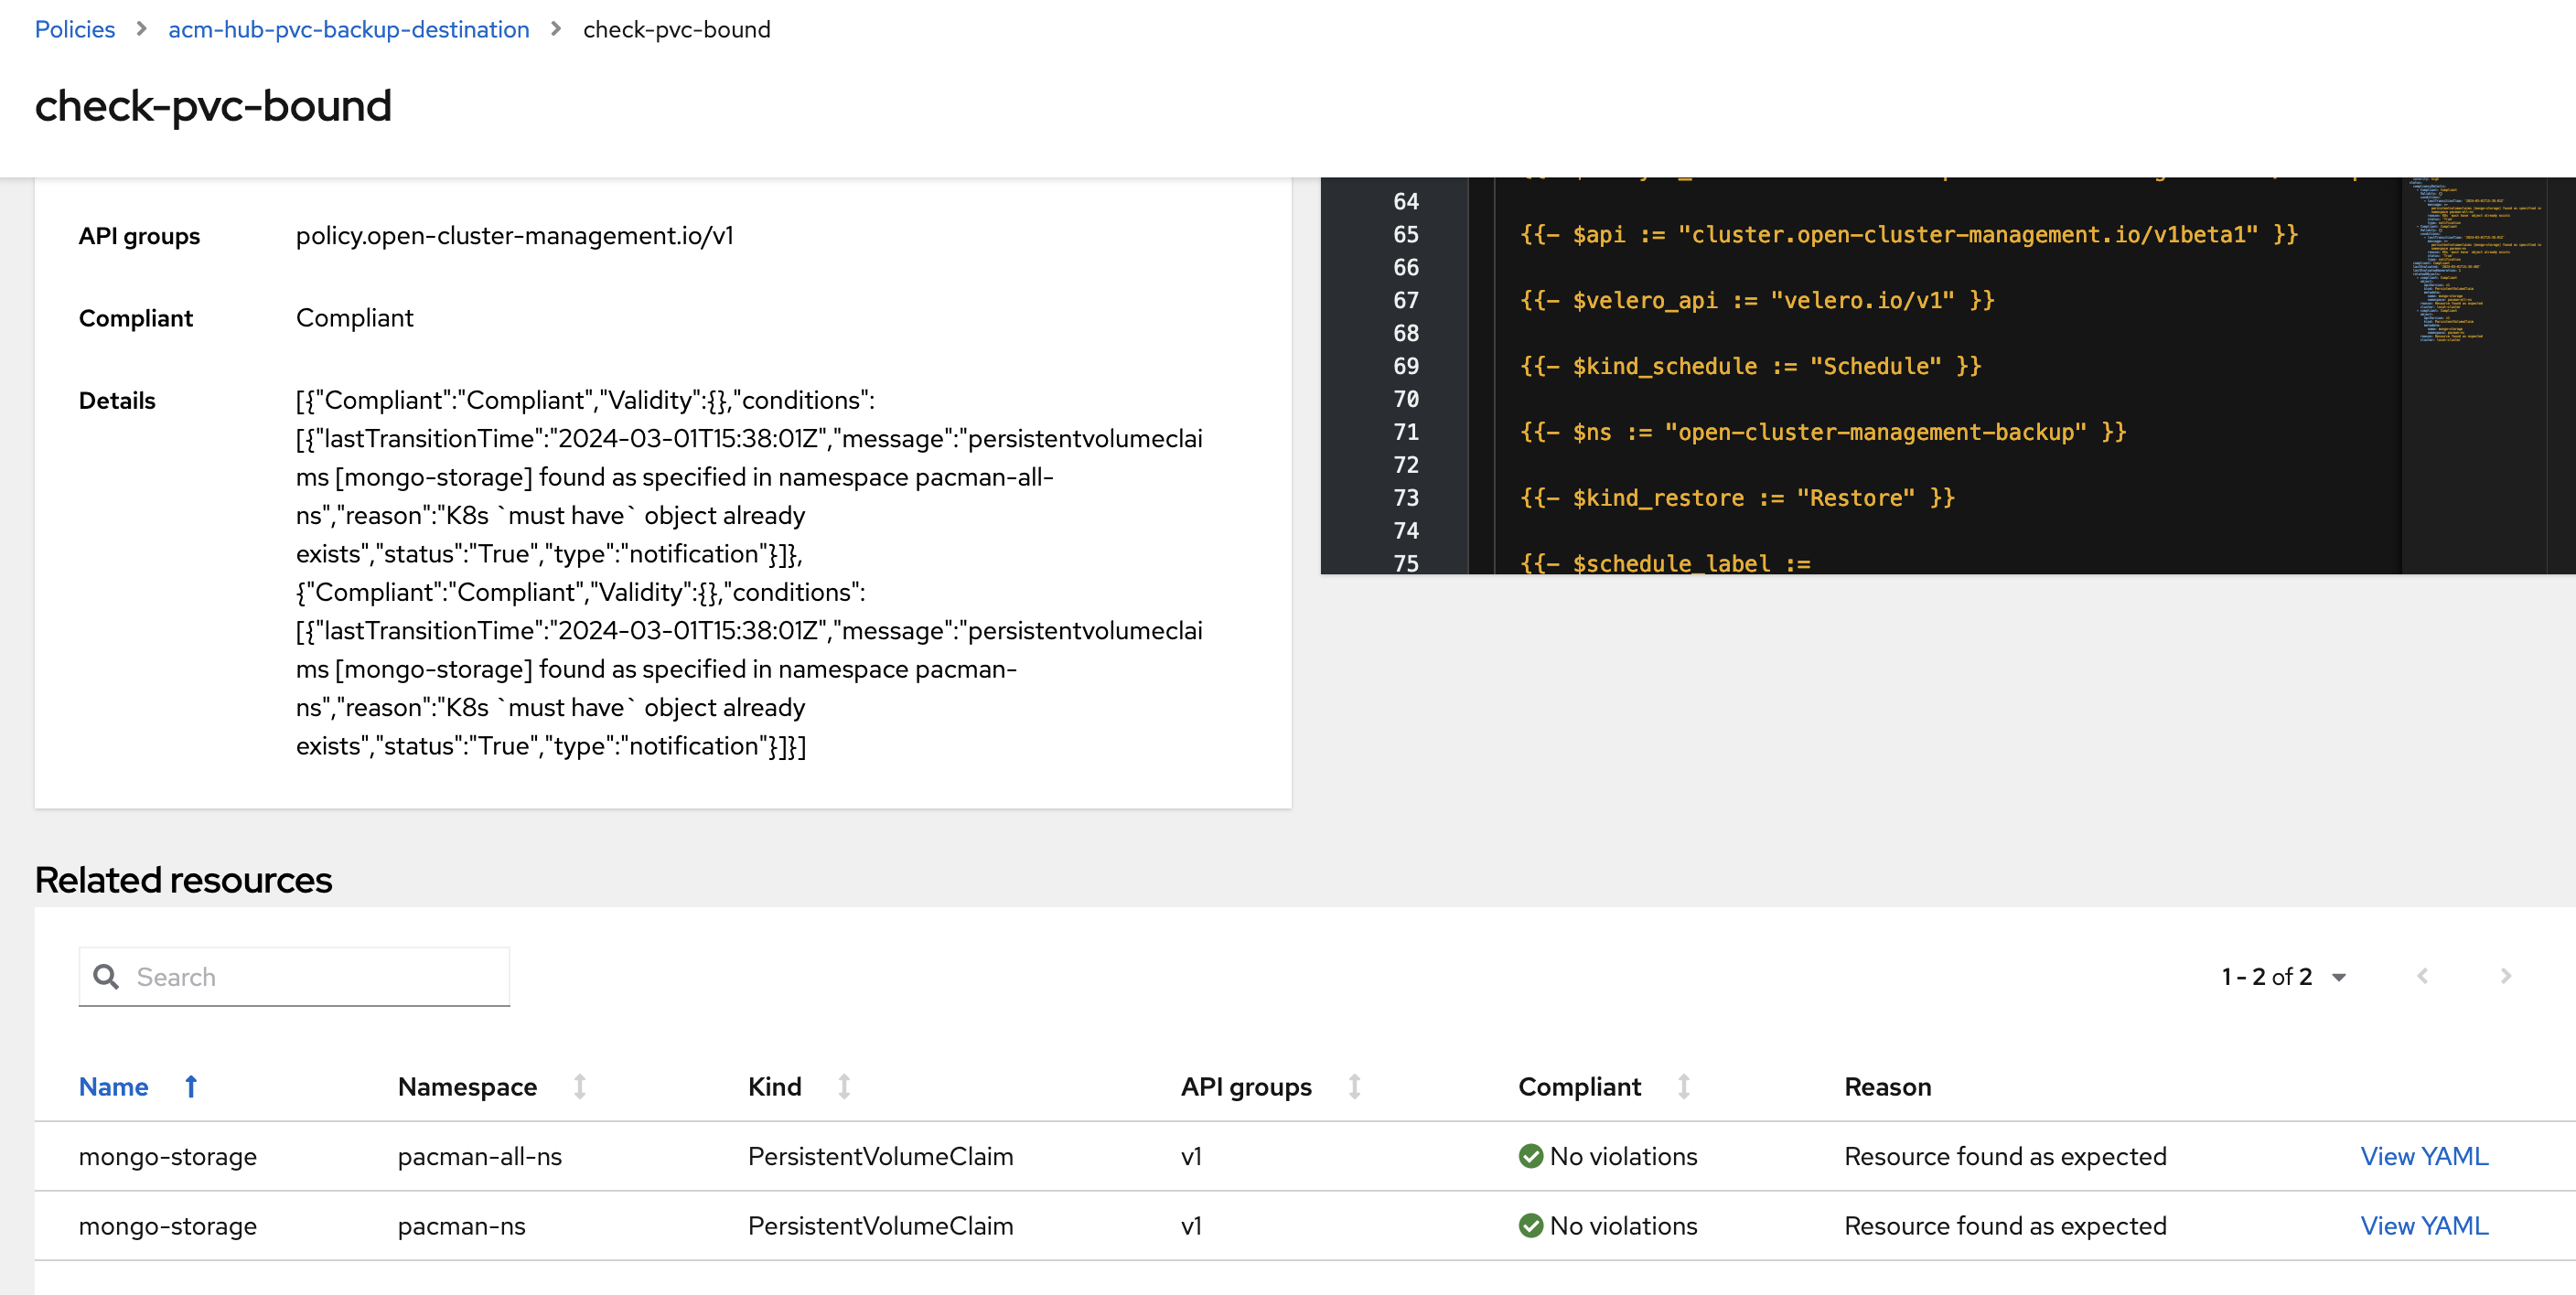 Policies > acm-hub-pvc-backup-destination > check-pvc-bound
check-pvc-bound
API groups policy.open-cluster-management.io/v1
Compliant Compliant
Details [{"Compliant":"Compliant","Validity":{},"conditions":
[{"lastTransitionTime":"2024-03-01T15:38:01Z","message":"persistentvolumeclai
ms [mongo-storage] found as specified in namespace pacman-all-
ns","reason":"K8s `must have` object already
exists","status":"True","type":"notification"}]},
{"Compliant":"Compliant","Validity":{},"conditions":
[{"lastTransitionTime":"2024-03-01T15:38:01Z","message":"persistentvolumeclai
ms [mongo-storage] found as specified in namespace pacman-
ns","reason":"K8s `must have` object already
exists","status":"True","type":"notification"}]}]
64
65 {{- $api := "cluster.open-cluster-management.io/v1beta1" }}
66
67 {{- $velero_api := "velero.io/v1" }}
68
69 {{- $kind_schedule := "Schedule" }}
70
71 {{- $ns := "open-cluster-management-backup" }}
72
73 {{- $kind_restore := "Restore" }}
74
75 {{- $schedule_label :=
Related resources
Search
1 - 2 of 2
Name Namespace Kind API groups Compliant Reason
mongo-storage pacman-all-ns PersistentVolumeClaim v1 No violations Resource found as expected View YAML
mongo-storage pacman-ns PersistentVolumeClaim v1 No violations Resource found as expected View YAML